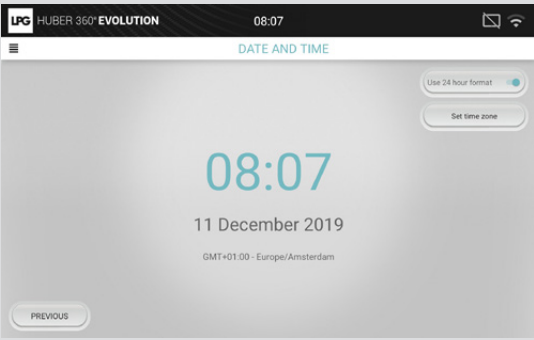 LPG HUBER 360° EVOLUTION 08:07
DATE AND TIME
Use 24 hour format
Set time zone
08:07
11 December 2019
GMT+01:00 - Europe/Amsterdam
PREVIOUS